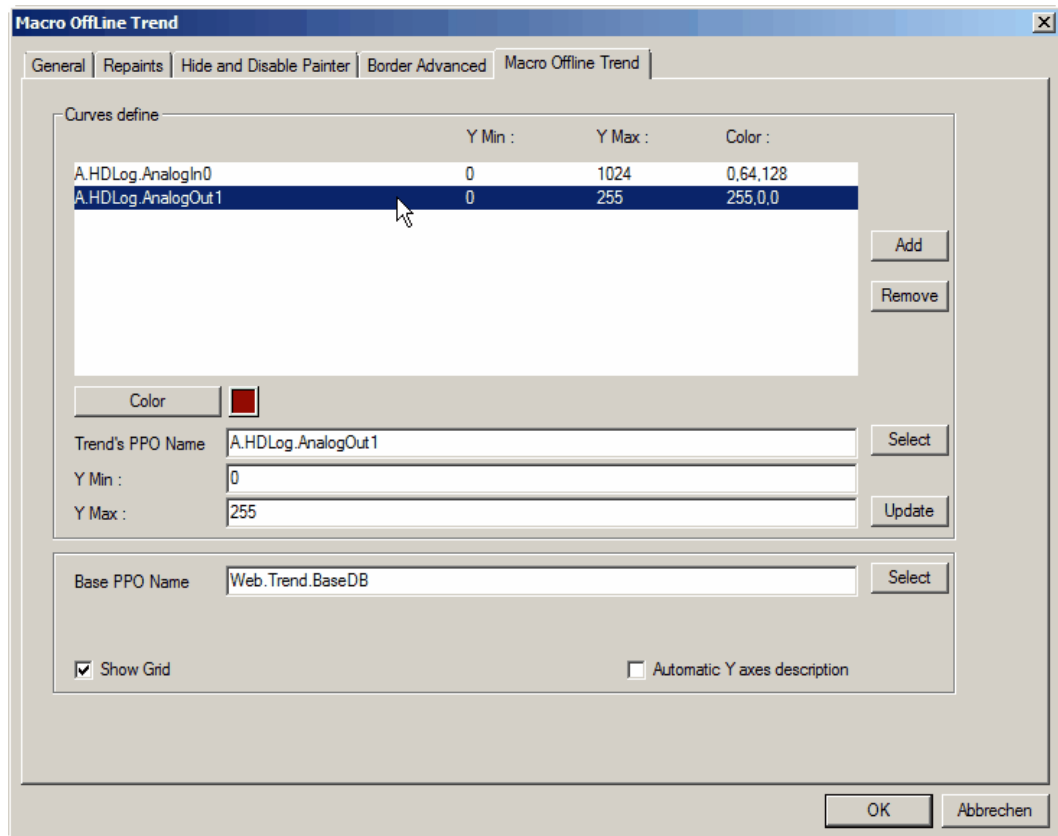 Macro OffLine Trend
General Repaints Hide and Disable Painter Border Advanced Macro Offline Trend
Curves define
Y Min : Y Max : Color :
A.HDLog.AnalogIn0 0 1024 0,64,128
A.HDLog.AnalogOut1 0 255 255,0,0
Add
Remove
Color
Trend's PPO Name A.HDLog.AnalogOut1 Select
Y Min : 0
Y Max : 255 Update
Base PPO Name Web.Trend.BaseDB Select
Show Grid Automatic Y axes description
OK Abbrechen